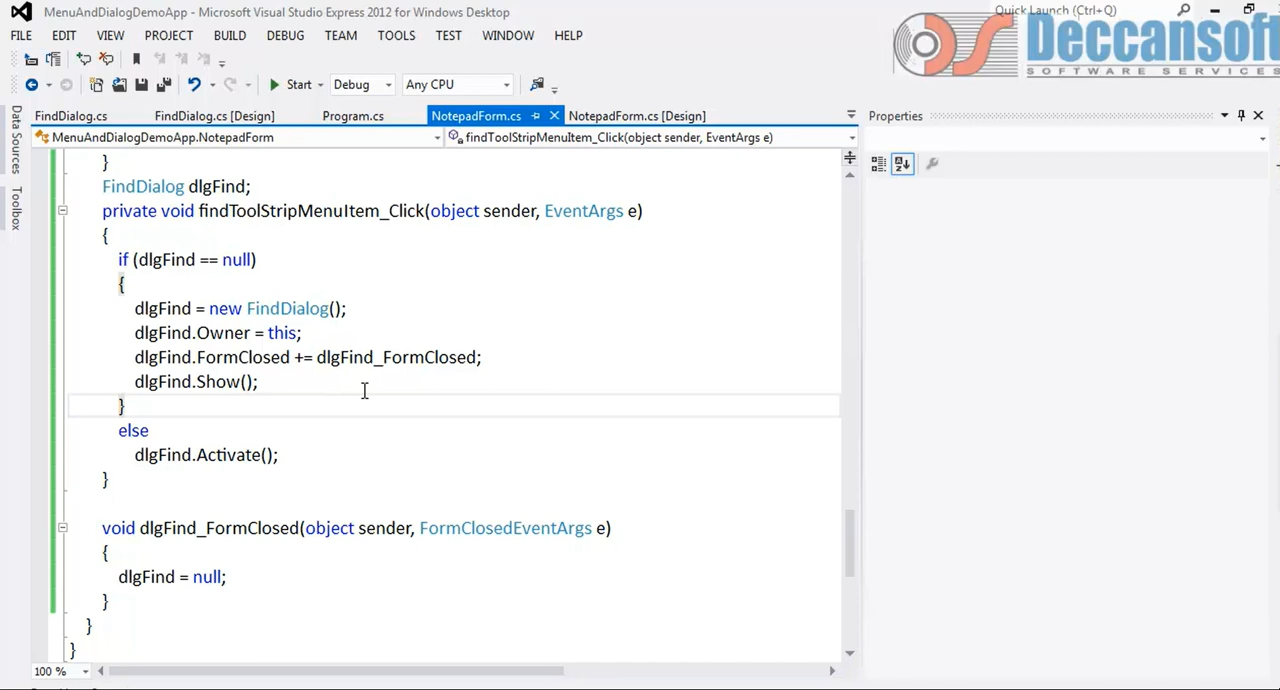 MenuAndDialogDemoApp - Microsoft Visual Studio Express 2012 for Windows Desktop
Quick Launch (Ctrl+Q)
FILE EDIT VIEW PROJECT BUILD DEBUG TEAM TOOLS TEST WINDOW HELP
Deccansoft
SOFTWARE SERVICES
Start Debug Any CPU
Data Sources
Toolbox
FindDialog.cs FindDialog.cs [Design] Program.cs NotepadForm.cs NotepadForm.cs [Design]
Properties
MenuAndDialogDemoApp.NotepadForm findToolStripMenuItem_Click(object sender, EventArgs e)
}
FindDialog dlgFind;
private void findToolStripMenuItem_Click(object sender, EventArgs e)
{
if (dlgFind == null)
{
dlgFind = new FindDialog();
dlgFind.Owner = this;
dlgFind.FormClosed += dlgFind_FormClosed;
dlgFind.Show();
}
else
dlgFind.Activate();
}
void dlgFind_FormClosed(object sender, FormClosedEventArgs e)
{
dlgFind = null;
}
}
}
100 %